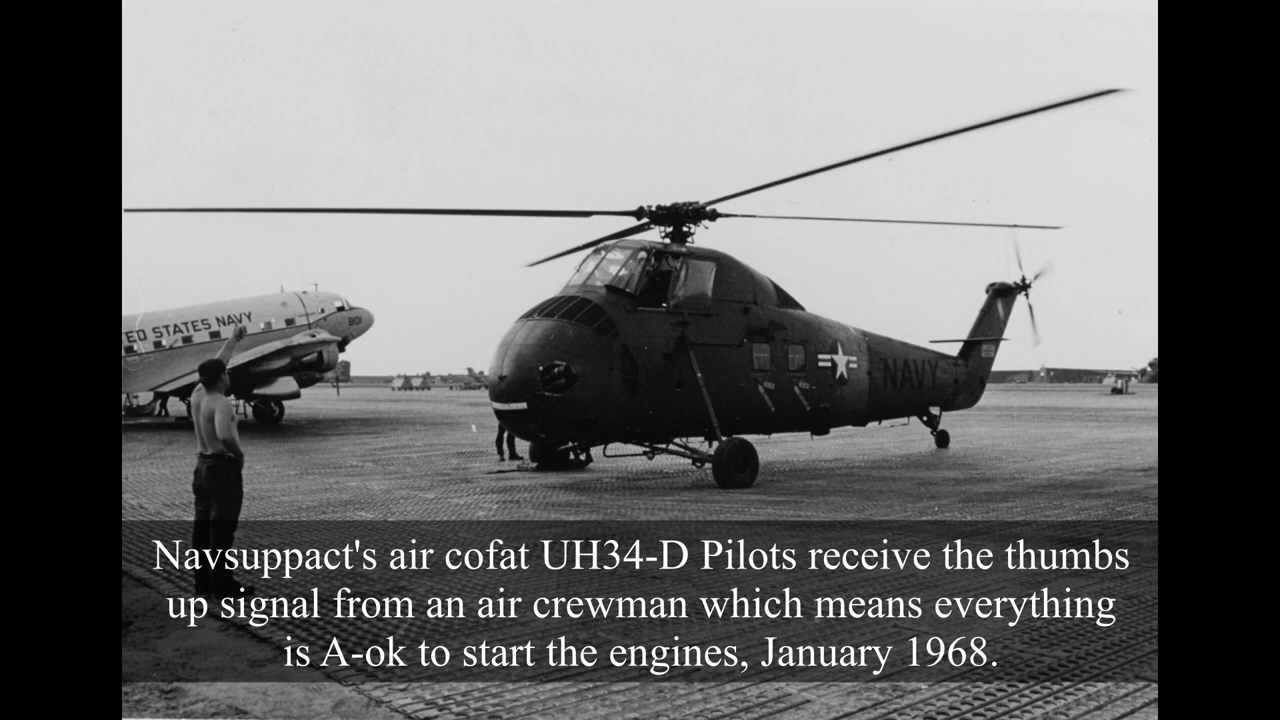 TED STATES NAVY
801
NAVY
Navsuppact's air cofat UH34-D Pilots receive the thumbs
up signal from an air crewman which means everything
is A-ok to start the engines, January 1968.